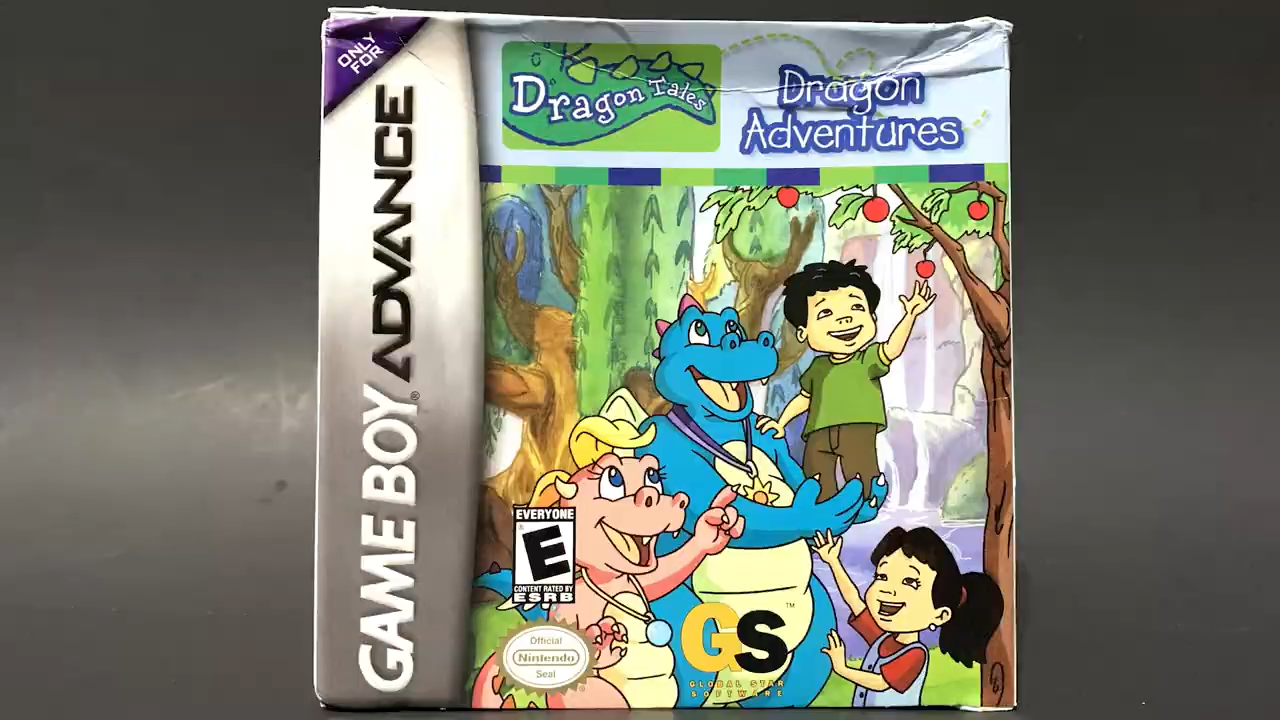 ONLY
FOR
GAME BOY ADVANCE
®
Dragon Tales
Dragon
Adventures
EVERYONE
E
®
CONTENT RATED BY
ESRB
Official
Nintendo
Seal
®
GS
™
GLOBAL STAR
SOFTWARE